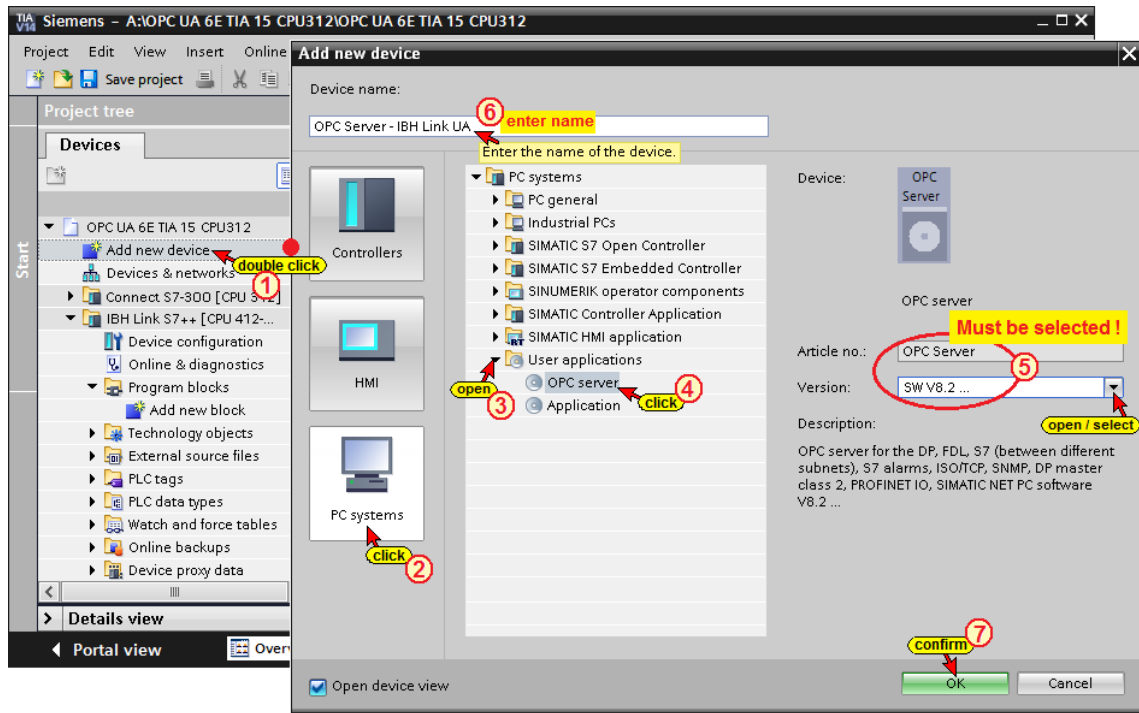 TIA V14 Siemens - A:\OPC UA 6E TIA 15 CPU312\OPC UA 6E TIA 15 CPU312
Project Edit View Insert Online
Save project
Project tree
Devices
Start
OPC UA 6E TIA 15 CPU312
Add new device
double click
1
Devices & networks
Connect S7-300 [CPU 312]
IBH Link S7++ [CPU 412-...
Device configuration
Online & diagnostics
Program blocks
Add new block
Technology objects
External source files
PLC tags
PLC data types
Watch and force tables
Online backups
Device proxy data
Details view
Portal view
Add new device
Device name:
OPC Server - IBH Link UA
6
enter name
Enter the name of the device.
Controllers
HMI
PC systems
click
2
PC systems
PC general
Industrial PCs
SIMATIC S7 Open Controller
SIMATIC S7 Embedded Controller
SINUMERIK operator components
SIMATIC Controller Application
RT SIMATIC HMI application
User applications
open
3
OPC server
4
click
Application
Device:
OPC
Server
OPC server
Must be selected !
Article no.: OPC Server
5
Version: SW V8.2 ...
open / select
Description:
OPC server for the DP, FDL, S7 (between different
subnets), S7 alarms, ISO/TCP, SNMP, DP master
class 2, PROFINET IO, SIMATIC NET PC software
V8.2 ...
7
confirm
Open device view
OK Cancel